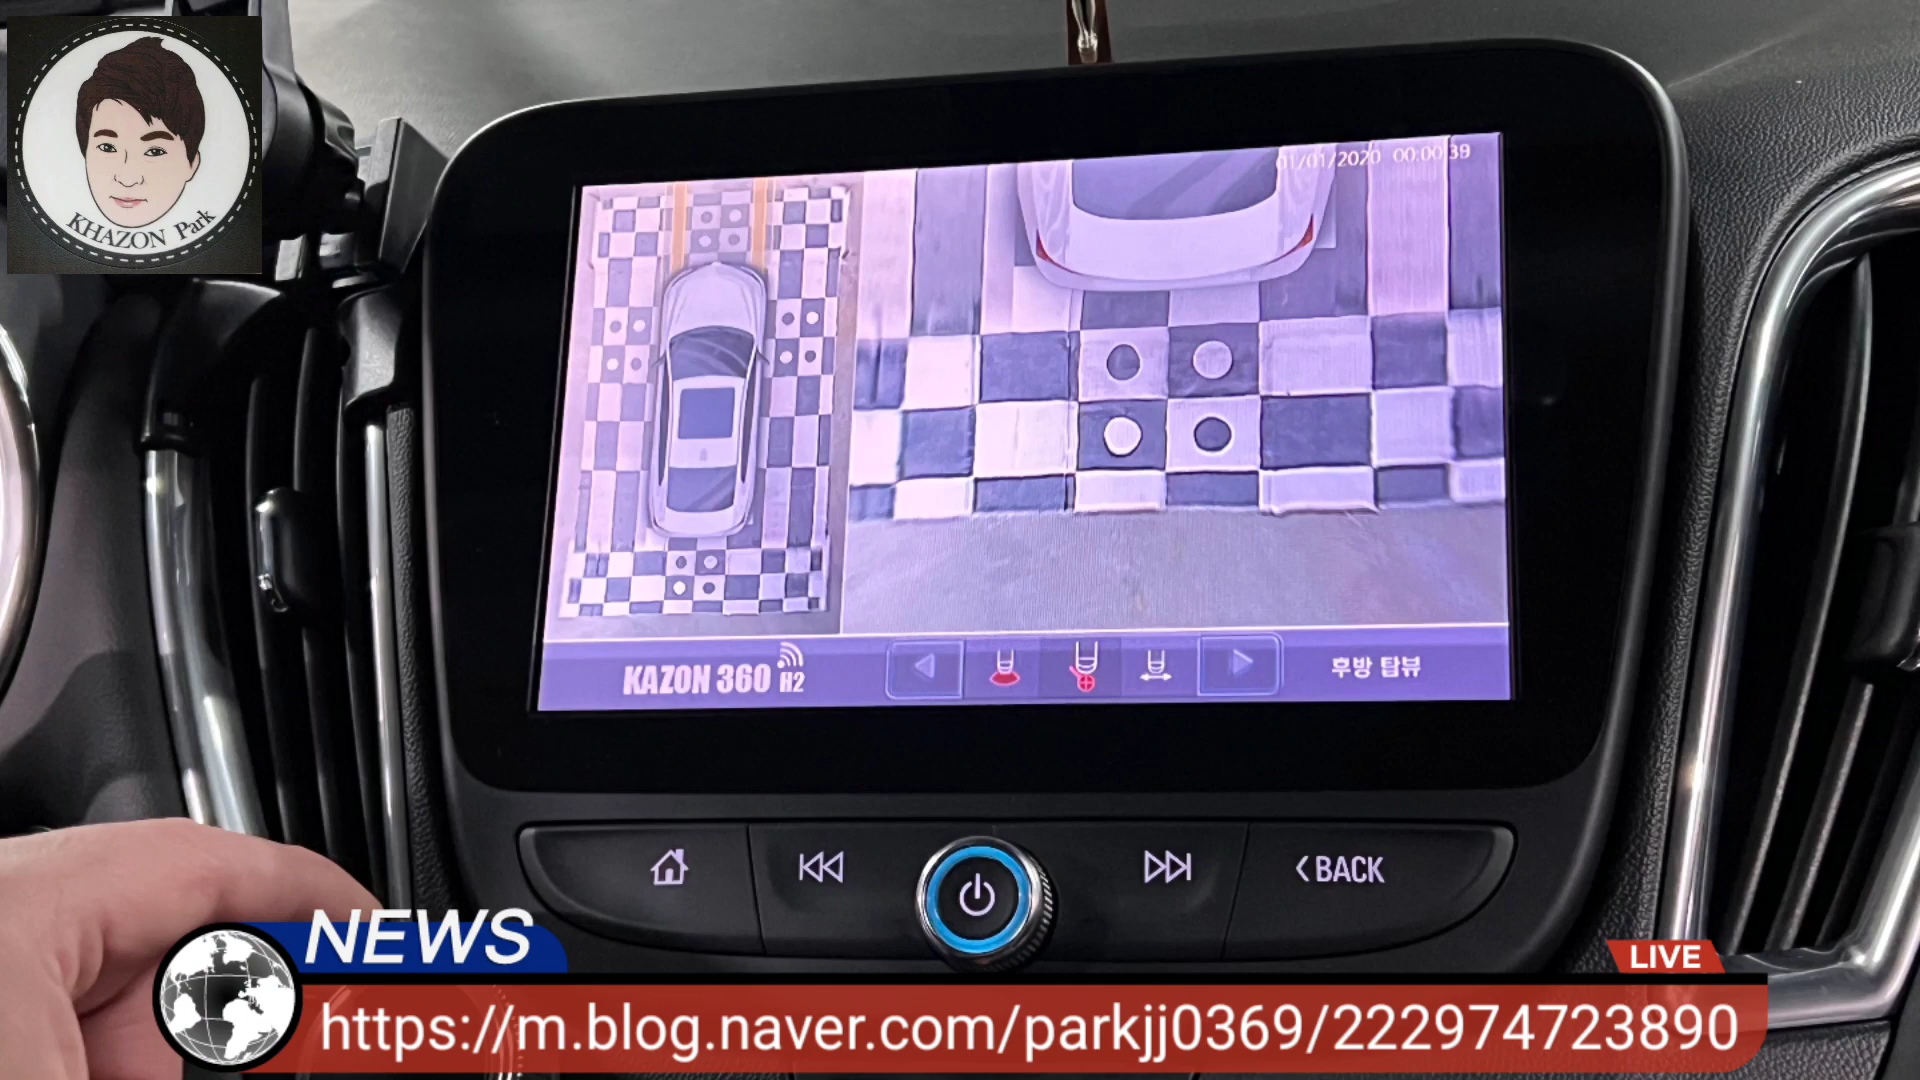 KHAZON Park
01/01/2020 00:00:39
KAZON 360 H2
후방 탑뷰
BACK
NEWS
LIVE
https://m.blog.naver.com/parkjj0369/222974723890